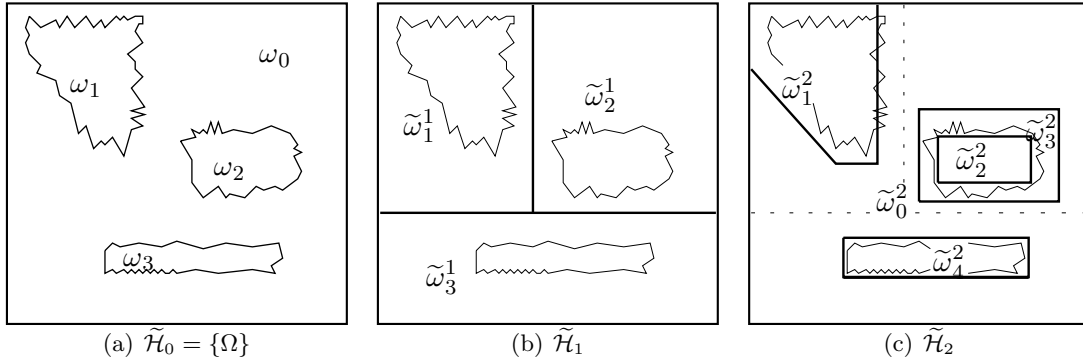 ω₀
ω₁
ω₂
ω₃
(a) H̃₀ = {Ω}
ω̃₁¹
ω̃₂¹
ω̃₃¹
(b) H̃₁
ω̃₁²
ω̃₃²
ω̃₂²
ω̃₀²
ω̃₄²
(c) H̃₂